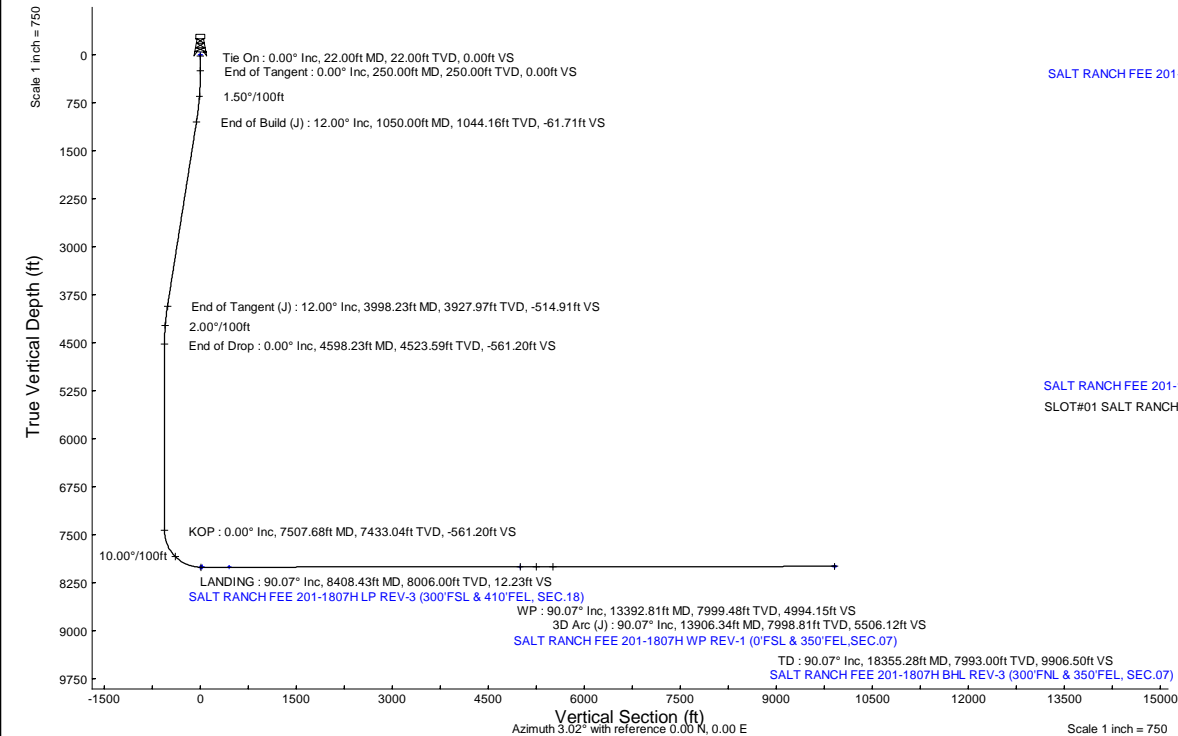 Scale 1 inch = 750
True Vertical Depth (ft)
0
750
1500
2250
3000
3750
4500
5250
6000
6750
7500
8250
9000
9750
Tie On : 0.00° Inc, 22.00ft MD, 22.00ft TVD, 0.00ft VS
End of Tangent : 0.00° Inc, 250.00ft MD, 250.00ft TVD, 0.00ft VS
SALT RANCH FEE 201-
1.50°/100ft
End of Build (J) : 12.00° Inc, 1050.00ft MD, 1044.16ft TVD, -61.71ft VS
End of Tangent (J) : 12.00° Inc, 3998.23ft MD, 3927.97ft TVD, -514.91ft VS
2.00°/100ft
End of Drop : 0.00° Inc, 4598.23ft MD, 4523.59ft TVD, -561.20ft VS
SALT RANCH FEE 201-
SLOT#01 SALT RANCH
KOP : 0.00° Inc, 7507.68ft MD, 7433.04ft TVD, -561.20ft VS
10.00°/100ft
LANDING : 90.07° Inc, 8408.43ft MD, 8006.00ft TVD, 12.23ft VS
SALT RANCH FEE 201-1807H LP REV-3 (300'FSL & 410'FEL, SEC.18)
WP : 90.07° Inc, 13392.81ft MD, 7999.48ft TVD, 4994.15ft VS
3D Arc (J) : 90.07° Inc, 13906.34ft MD, 7998.81ft TVD, 5506.12ft VS
SALT RANCH FEE 201-1807H WP REV-1 (0'FSL & 350'FEL,SEC.07)
TD : 90.07° Inc, 18355.28ft MD, 7993.00ft TVD, 9906.50ft VS
SALT RANCH FEE 201-1807H BHL REV-3 (300'FNL & 350'FEL, SEC.07)
-1500
0
1500
3000
4500
6000
7500
9000
10500
12000
13500
15000
Vertical Section (ft)
Azimuth 3.02° with reference 0.00 N, 0.00 E
Scale 1 inch = 750